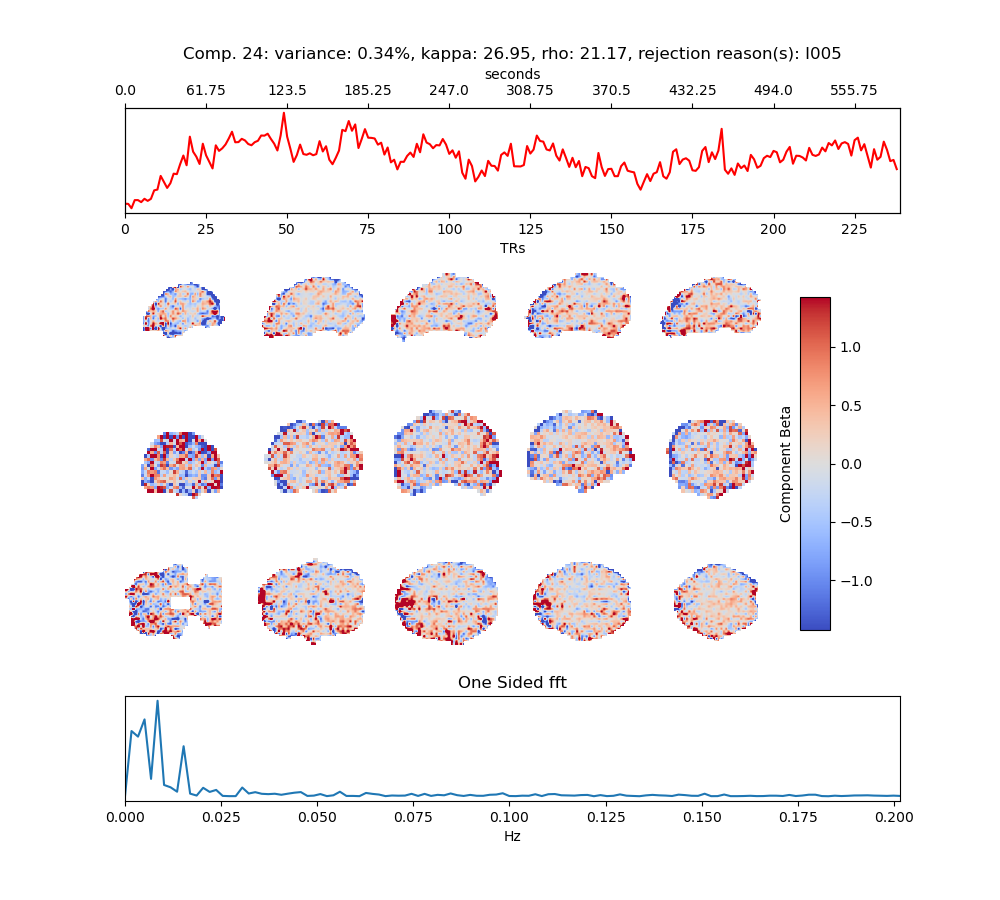 Comp. 24: variance: 0.34%, kappa: 26.95, rho: 21.17, rejection reason(s): I005
seconds
0.0 61.75 123.5 185.25 247.0 308.75 370.5 432.25 494.0 555.75
0 25 50 75 100 125 150 175 200 225
TRs
1.0
0.5
0.0
−0.5
−1.0
Component Beta
One Sided fft
0.000 0.025 0.050 0.075 0.100 0.125 0.150 0.175 0.200
Hz